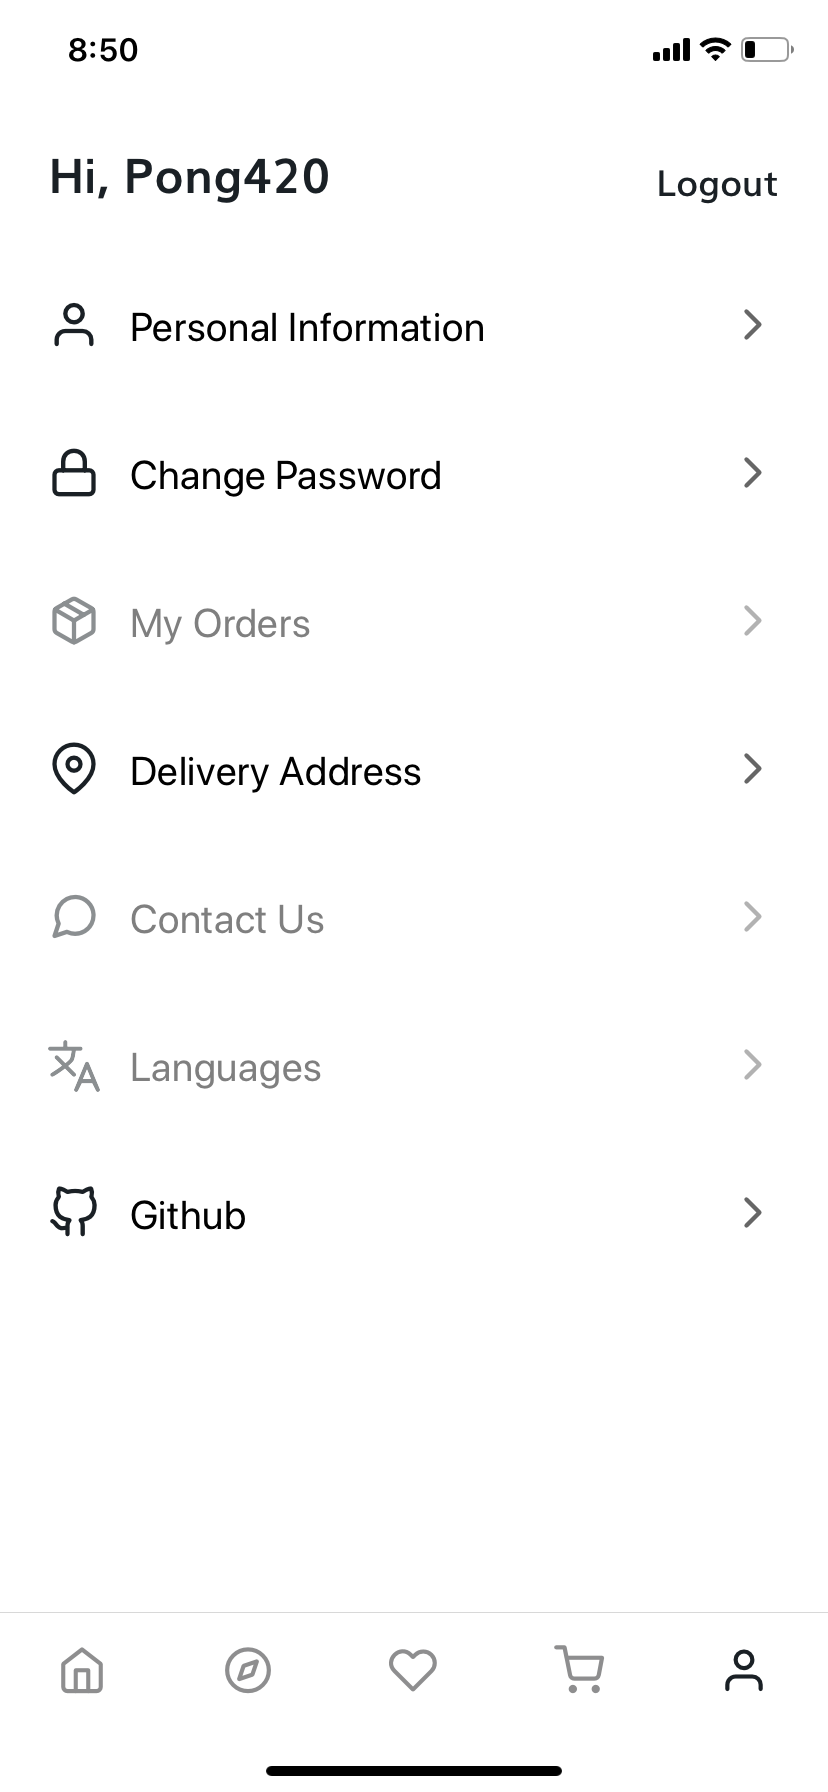 8:50
Hi, Pong420
Logout
Personal Information
Change Password
My Orders
Delivery Address
Contact Us
Languages
Github